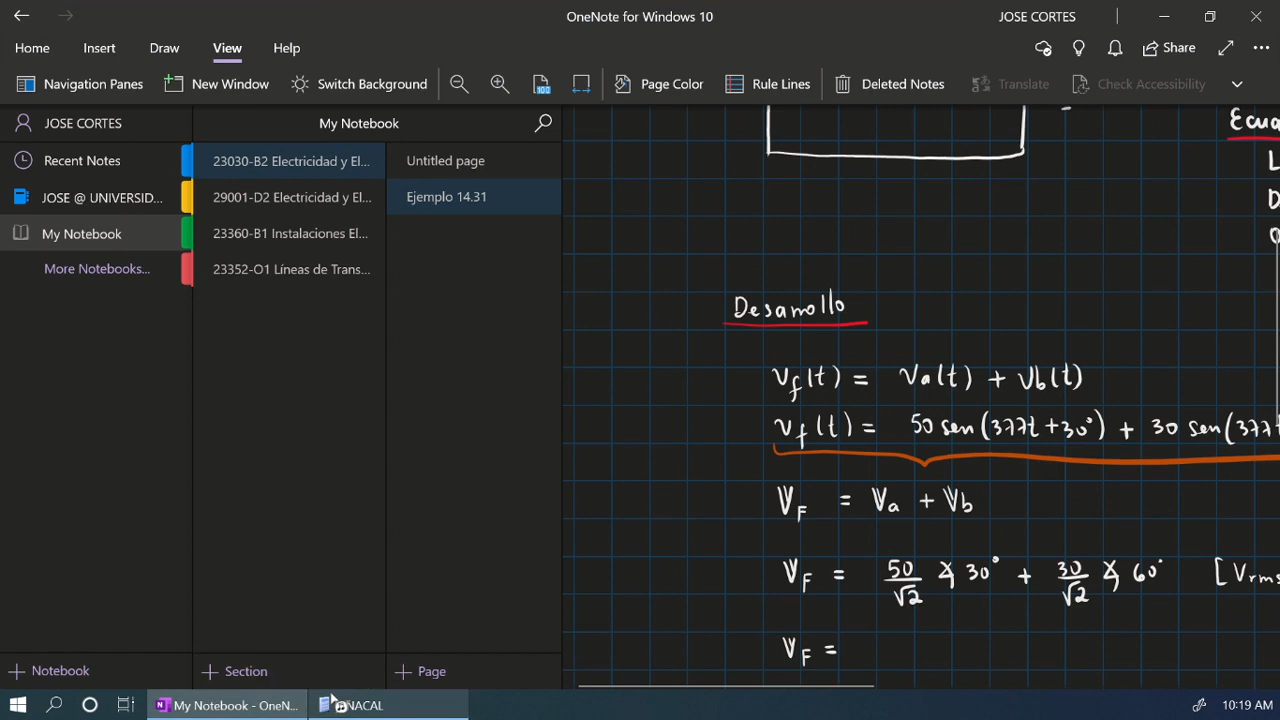 OneNote for Windows 10
JOSE CORTES
Home Insert Draw View Help
Share
Navigation Panes New Window Switch Background 100 Page Color Rule Lines Deleted Notes Translate Check Accessibility
JOSE CORTES
Recent Notes
JOSE @ UNIVERSID...
My Notebook
More Notebooks...
My Notebook
23030-B2 Electricidad y El...
29001-D2 Electricidad y El...
23360-B1 Instalaciones El...
23352-O1 Líneas de Trans...
Untitled page
Ejemplo 14.31
Desarrollo
vf(t) = va(t) + vb(t)
vf(t) = 50 sen(377t+30°) + 30 sen(377t
VF = Va + Vb
VF = 50/√2 ∡ 30° + 30/√2 ∡ 60° [Vrms
VF =
+ Notebook
+ Section
+ Page
My Notebook - OneN...
10:19 AM